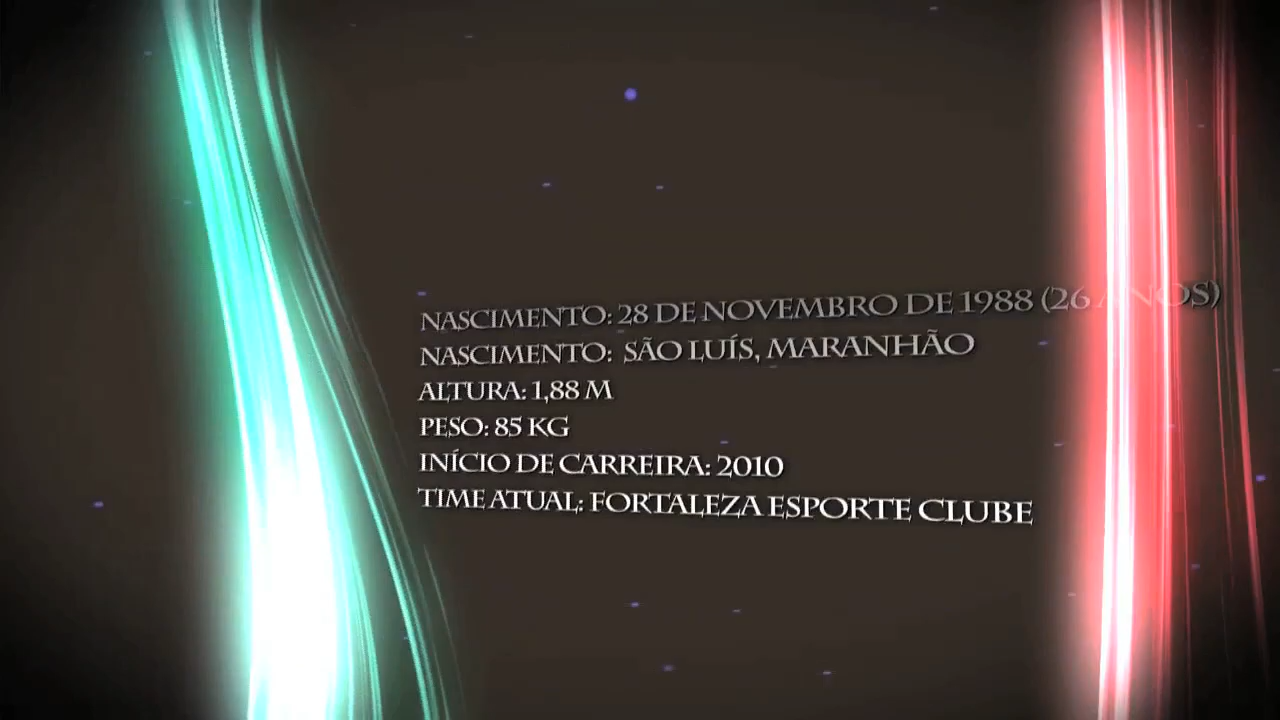 NASCIMENTO: 28 DE NOVEMBRO DE 1988 (26 ANOS)
NASCIMENTO: SÃO LUÍS, MARANHÃO
ALTURA: 1,88 M
PESO: 85 KG
INÍCIO DE CARREIRA: 2010
TIME ATUAL: FORTALEZA ESPORTE CLUBE